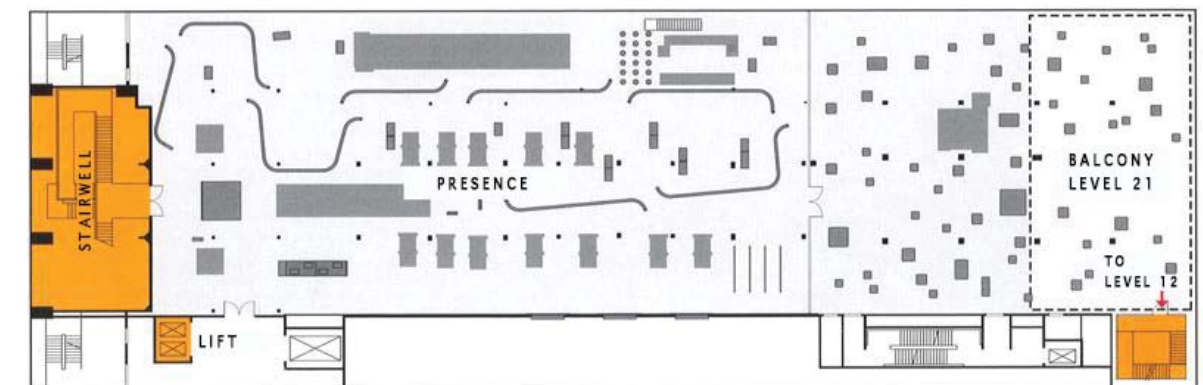 STAIRWELL
PRESENCE
BALCONY
LEVEL 21
TO
LEVEL 12
LIFT